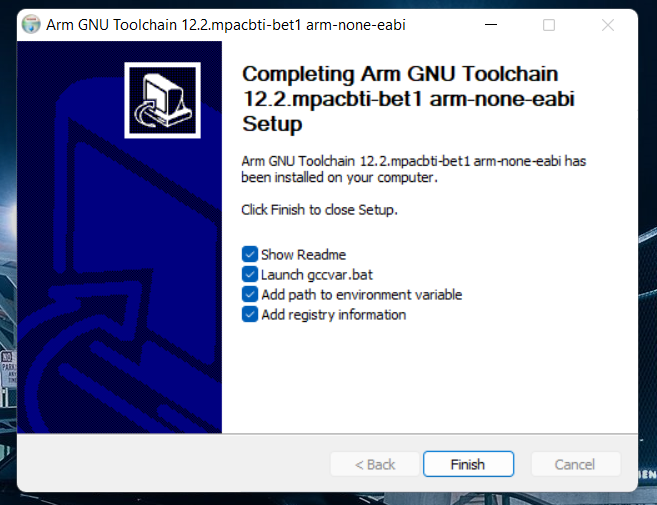 Arm GNU Toolchain 12.2.mpacbti-bet1 arm-none-eabi
Completing Arm GNU Toolchain
12.2.mpacbti-bet1 arm-none-eabi
Setup
Arm GNU Toolchain 12.2.mpacbti-bet1 arm-none-eabi has
been installed on your computer.
Click Finish to close Setup.
Show Readme
Launch gccvar.bat
Add path to environment variable
Add registry information
NO
< Back
Finish
Cancel